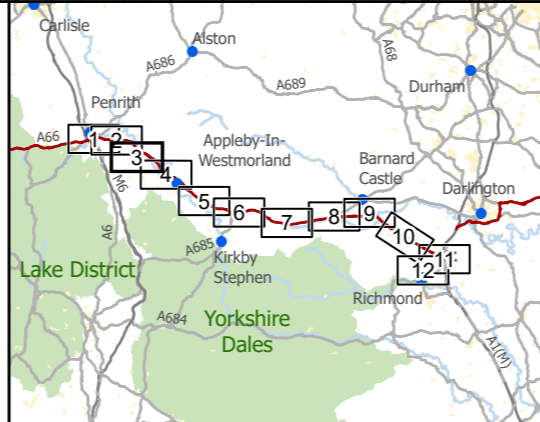 Carlisle
Alston
A686
A68
A689
Durham
Penrith
A66
1
2
3
Appleby-In-
Westmorland
Barnard
Castle
Darlington
M6
4
5
6
7
8
9
10
11
12
A6
A685
Kirkby
Stephen
Lake District
Richmond
A684
Yorkshire
Dales
A1(M)